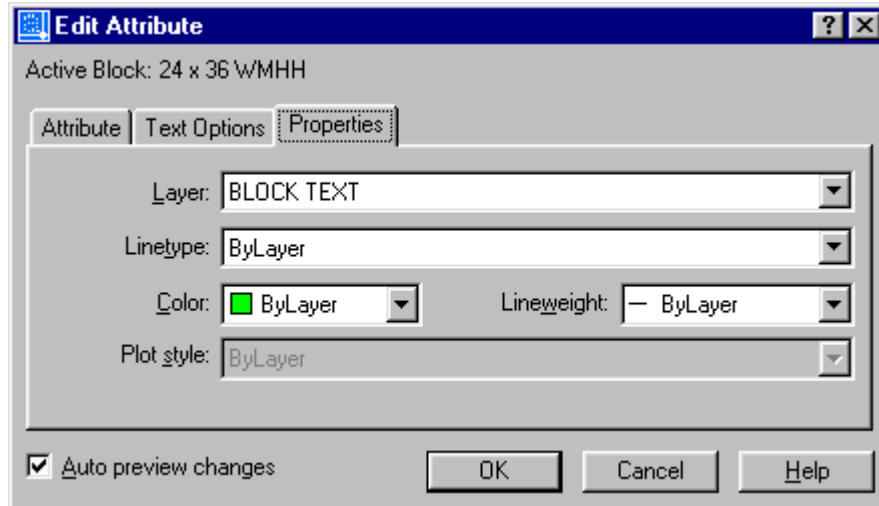 Edit Attribute ?
Active Block: 24 x 36 WMHH
Attribute Text Options Properties
Layer: BLOCK TEXT
Linetype: ByLayer
Color: ByLayer Lineweight: ByLayer
Plot style: ByLayer
Auto preview changes OK Cancel Help